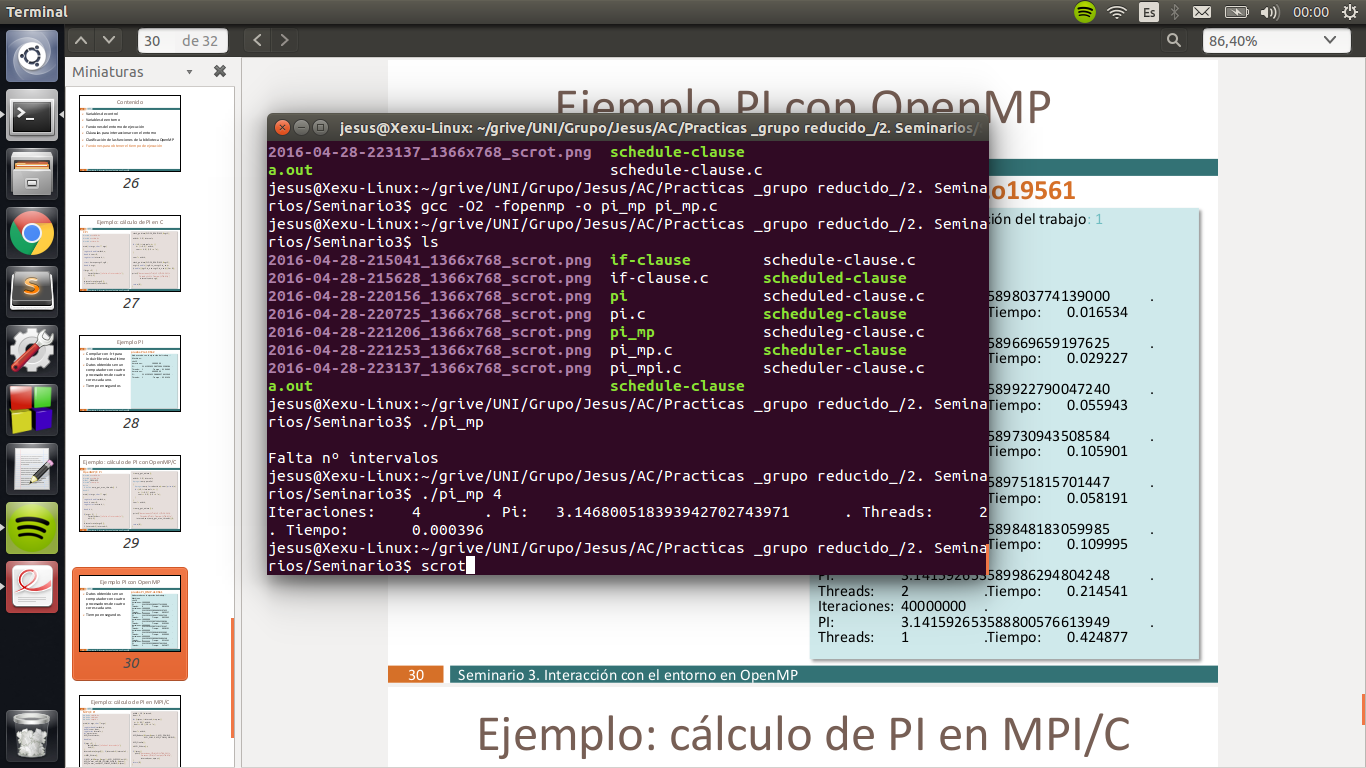 Terminal
Es
00:00
30 de 32
86,40%
Miniaturas
Contenido
26
Ejemplo: cálculo de PI en C
27
Ejemplo PI
28
Ejemplo: cálculo de PI con OpenMP/C
29
Ejemplo PI con OpenMP
30
Ejemplo: cálculo de PI en MPI/C
Ejemplo PI con OpenMP
jesus@Xexu-Linux: ~/grive/UNI/Grupo/Jesus/AC/Practicas _grupo reducido_/2. Seminarios/
2016-04-28-223137_1366x768_scrot.png schedule-clause
a.out schedule-clause.c
jesus@Xexu-Linux:~/grive/UNI/Grupo/Jesus/AC/Practicas _grupo reducido_/2. Semina
rios/Seminario3$ gcc -O2 -fopenmp -o pi_mp pi_mp.c
jesus@Xexu-Linux:~/grive/UNI/Grupo/Jesus/AC/Practicas _grupo reducido_/2. Semina
rios/Seminario3$ ls
2016-04-28-215041_1366x768_scrot.png if-clause schedule-clause.c
2016-04-28-215628_1366x768_scrot.png if-clause.c scheduled-clause
2016-04-28-220156_1366x768_scrot.png pi scheduled-clause.c
2016-04-28-220725_1366x768_scrot.png pi.c scheduleg-clause
2016-04-28-221206_1366x768_scrot.png pi_mp scheduleg-clause.c
2016-04-28-221253_1366x768_scrot.png pi_mp.c scheduler-clause
2016-04-28-223137_1366x768_scrot.png pi_mpi.c scheduler-clause.c
a.out schedule-clause
jesus@Xexu-Linux:~/grive/UNI/Grupo/Jesus/AC/Practicas _grupo reducido_/2. Semina
rios/Seminario3$ ./pi_mp
Falta nº intervalos
jesus@Xexu-Linux:~/grive/UNI/Grupo/Jesus/AC/Practicas _grupo reducido_/2. Semina
rios/Seminario3$ ./pi_mp 4
Iteraciones: 4 . Pi: 3.146800518393942702743971 . Threads: 2
. Tiempo: 0.000396
jesus@Xexu-Linux:~/grive/UNI/Grupo/Jesus/AC/Practicas _grupo reducido_/2. Semina
rios/Seminario3$ scrot
o19561
ción del trabajo: 1
589803774139000 .
Tiempo: 0.016534
589669659197625 .
Tiempo: 0.029227
589922790047240 .
Tiempo: 0.055943
589730943508584 .
Tiempo: 0.105901
589751815701447 .
Tiempo: 0.058191
589848183059985 .
Tiempo: 0.109995
PI: 3.141592653589986294804248 .
Threads: 2 .Tiempo: 0.214541
Iteraciones: 40000000 .
PI: 3.141592653588800576613949 .
Threads: 1 .Tiempo: 0.424877
30 Seminario 3. Interacción con el entorno en OpenMP
Ejemplo: cálculo de PI en MPI/C